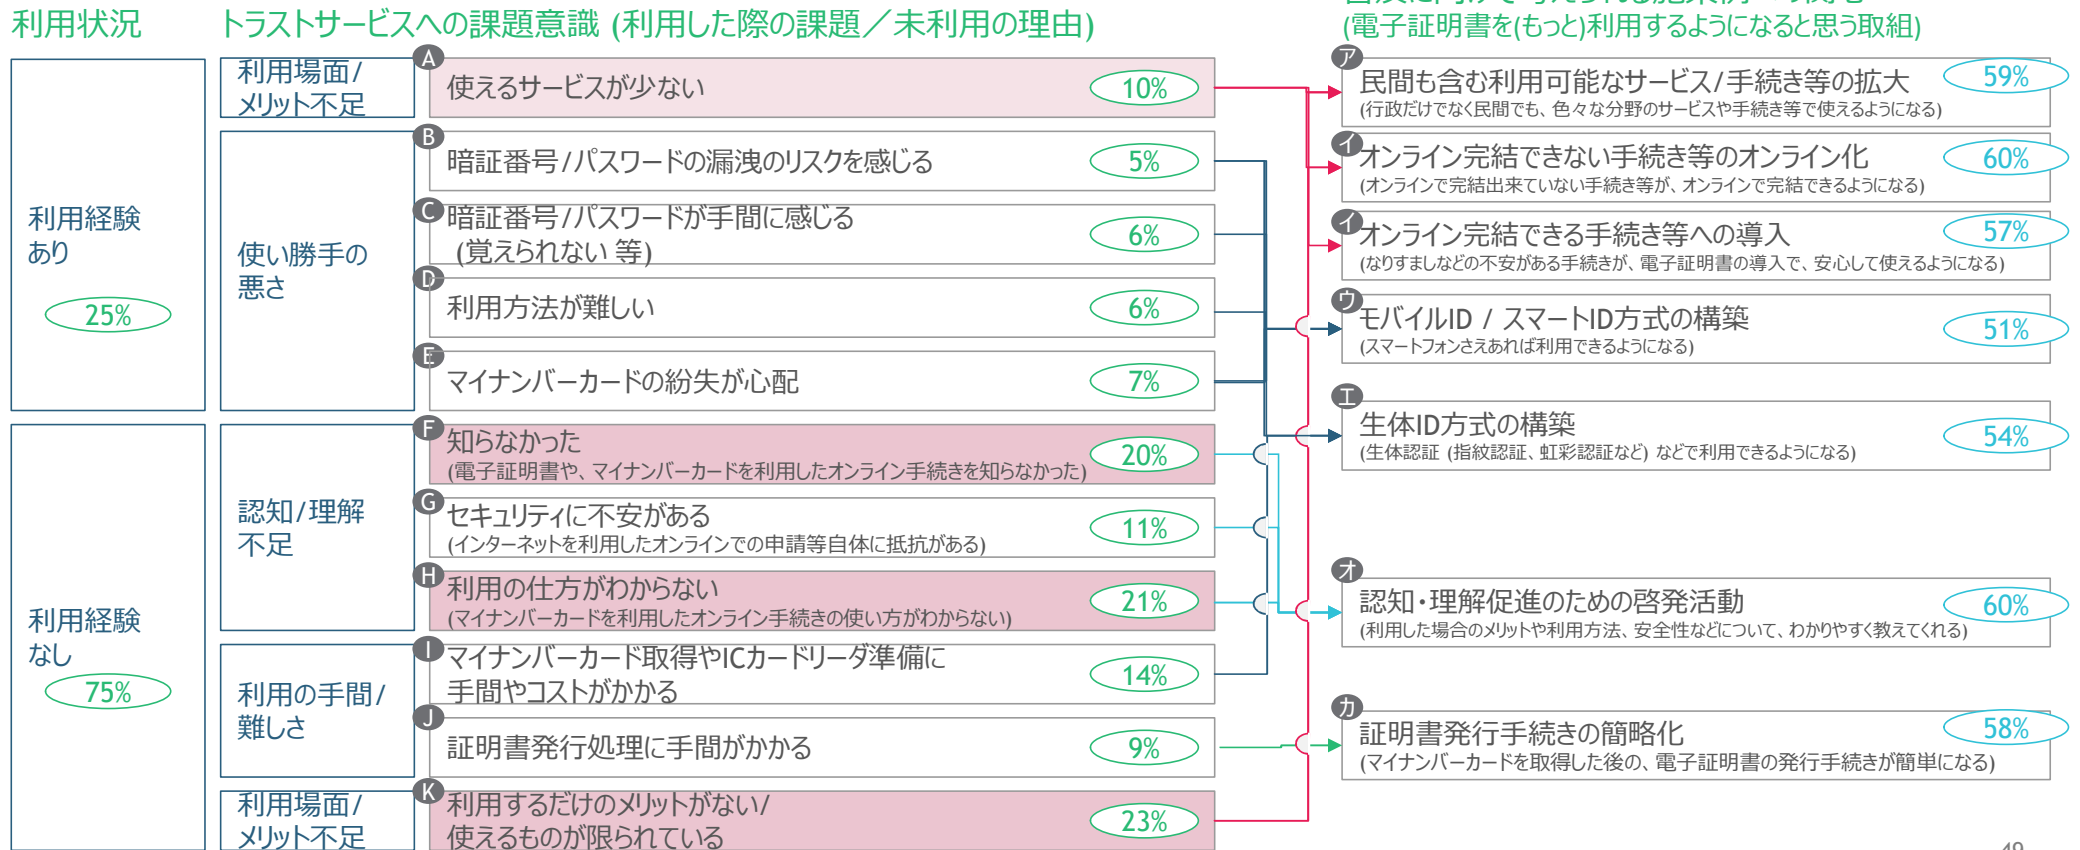 利用状況
トラストサービスへの課題意識 (利用した際の課題／未利用の理由)
(電子証明書を(もっと)利用するようになると思う取組)
利用経験
あり
25%
利用場面/
メリット不足
A
使えるサービスが少ない
10%
使い勝手の
悪さ
B
暗証番号/パスワードの漏洩のリスクを感じる
5%
C
暗証番号/パスワードが手間に感じる
(覚えられない 等)
6%
D
利用方法が難しい
6%
E
マイナンバーカードの紛失が心配
7%
利用経験
なし
75%
認知/理解
不足
F
知らなかった
(電子証明書や、マイナンバーカードを利用したオンライン手続きを知らなかった)
20%
G
セキュリティに不安がある
(インターネットを利用したオンラインでの申請等自体に抵抗がある)
11%
H
利用の仕方がわからない
(マイナンバーカードを利用したオンライン手続きの使い方がわからない)
21%
利用の手間/
難しさ
I
マイナンバーカード取得やICカードリーダ準備に
手間やコストがかかる
14%
J
証明書発行処理に手間がかかる
9%
利用場面/
メリット不足
K
利用するだけのメリットがない/
使えるものが限られている
23%
ア
民間も含む利用可能なサービス/手続き等の拡大
(行政だけでなく民間でも、色々な分野のサービスや手続き等で使えるようになる)
59%
イ
オンライン完結できない手続き等のオンライン化
(オンラインで完結出来ていない手続き等が、オンラインで完結できるようになる)
60%
イ
オンライン完結できる手続き等への導入
(なりすましなどの不安がある手続きが、電子証明書の導入で、安心して使えるようになる)
57%
ウ
モバイルID / スマートID方式の構築
(スマートフォンさえあれば利用できるようになる)
51%
エ
生体ID方式の構築
(生体認証 (指紋認証、虹彩認証など) などで利用できるようになる)
54%
オ
認知・理解促進のための啓発活動
(利用した場合のメリットや利用方法、安全性などについて、わかりやすく教えてくれる)
60%
カ
証明書発行手続きの簡略化
(マイナンバーカードを取得した後の、電子証明書の発行手続きが簡単になる)
58%